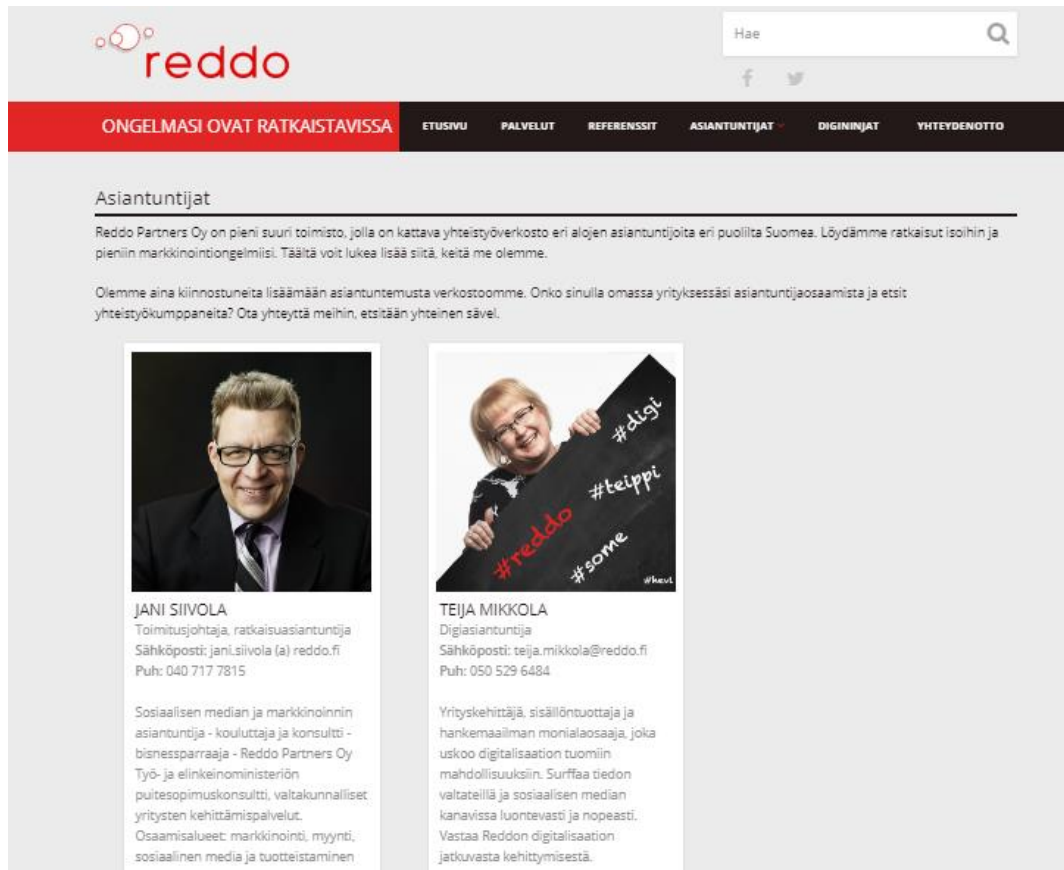 reddo
Hae
ONGELMASI OVAT RATKAISTAVISSA
ETUSIVU
PALVELUT
REFERENSSIT
ASIANTUNTIJAT
DIGININJAT
YHTEYDENOTTO
Asiantuntijat
Reddo Partners Oy on pieni suuri toimisto, jolla on kattava yhteistyöverkosto eri alojen asiantuntijoita eri puolilta Suomea. Löydämme ratkaisut isoihin ja
pieniin markkinointiongelmiisi. Täältä voit lukea lisää siitä, keitä me olemme.
Olemme aina kiinnostuneita lisäämään asiantuntemusta verkostoomme. Onko sinulla omassa yrityksessäsi asiantuntijaosaamista ja etsit
yhteistyökumppaneita? Ota yhteyttä meihin, etsitään yhteinen sävel.
JANI SIIVOLA
Toimitusjohtaja, ratkaisuasiantuntija
Sähköposti: jani.siivola (a) reddo.fi
Puh: 040 717 7815
Sosiaalisen median ja markkinoinnin
asiantuntija - kouluttaja ja konsultti -
bisnessparraaja - Reddo Partners Oy
Työ- ja elinkeinoministeriön
puitesopimuskonsultti, valtakunnalliset
yritysten kehittämispalvelut.
Osaamisalueet: markkinointi, myynti,
sosiaalinen media ja tuotteistaminen
#digi
#teippi
#reddo
#some
#hevi
TEIJA MIKKOLA
Digiasiantuntija
Sähköposti: teija.mikkola@reddo.fi
Puh: 050 529 6484
Yrityskehittäjä, sisällöntuottaja ja
hankemaailman monialaosaaja, joka
uskoo digitalisaation tuomiin
mahdollisuuksiin. Surffaa tiedon
valtateillä ja sosiaalisen median
kanavissa luontevasti ja nopeasti.
Vastaa Reddon digitalisaation
jatkuvasta kehittymisestä.